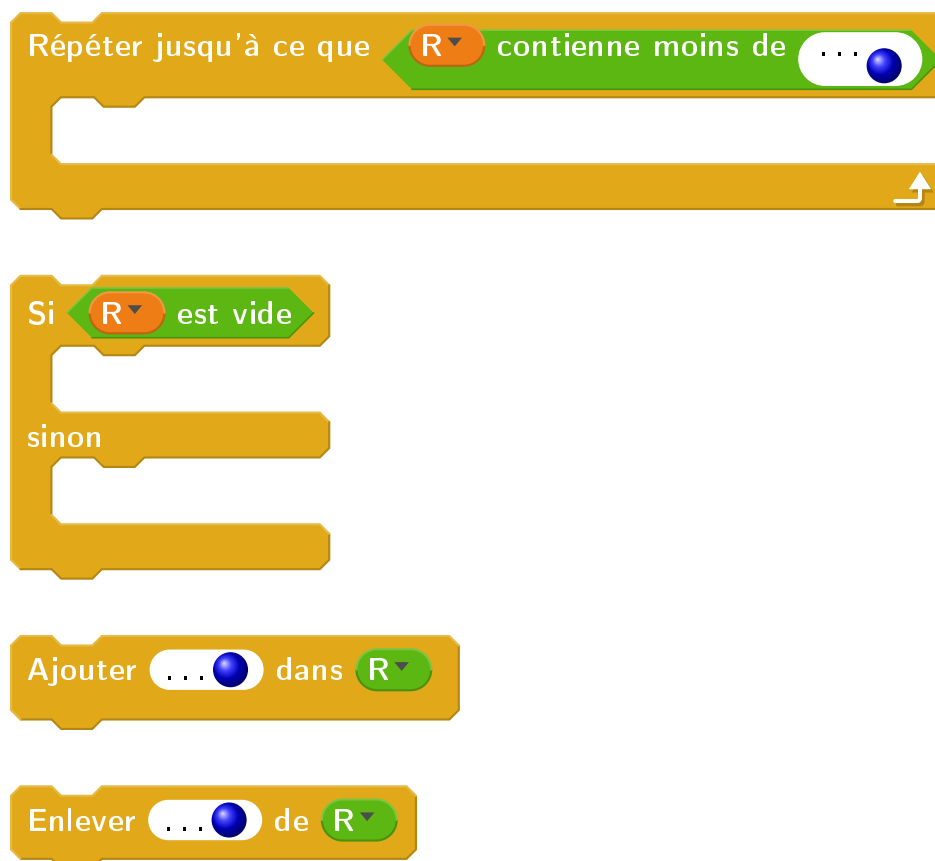 Répéter jusqu'à ce que R contienne moins de ...
Si R est vide
sinon
Ajouter ... dans R
Enlever ... de R